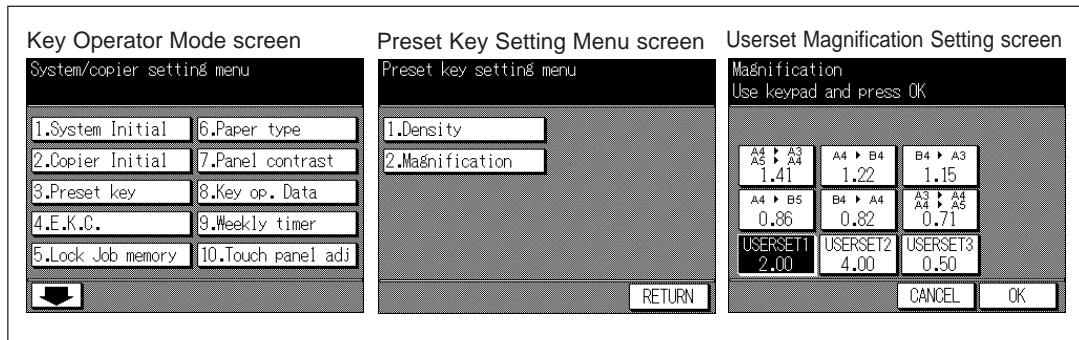 Key Operator Mode screen
System/copier setting menu
1.System Initial
6.Paper type
2.Copier Initial
7.Panel contrast
3.Preset key
8.Key op. Data
4.E.K.C.
9.Weekly timer
5.Lock Job memory
10.Touch panel adj
Preset Key Setting Menu screen
Preset key setting menu
1.Density
2.Magnification
RETURN
Userset Magnification Setting screen
Magnification
Use keypad and press OK
A4 ▸ A3
A5 ▸ A4
1.41
A4 ▸ B4
1.22
B4 ▸ A3
1.15
A4 ▸ B5
0.86
B4 ▸ A4
0.82
A3 ▸ A4
A4 ▸ A5
0.71
USERSET1
2.00
USERSET2
4.00
USERSET3
0.50
CANCEL
OK